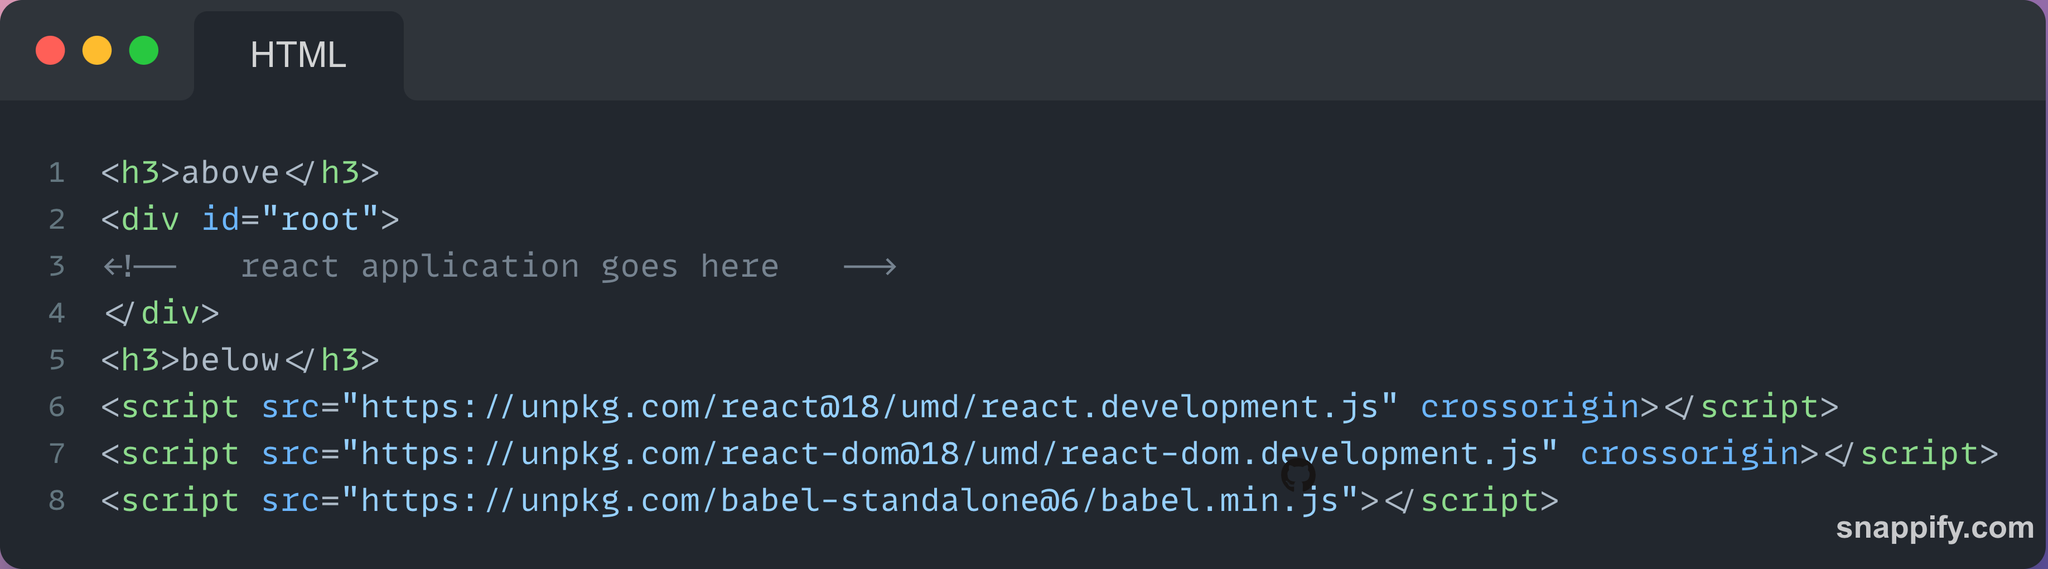 HTML
1 <h3>above</h3>
2 <div id="root">
3 <!--   react application goes here   -->
4 </div>
5 <h3>below</h3>
6 <script src="https://unpkg.com/react@18/umd/react.development.js" crossorigin></script>
7 <script src="https://unpkg.com/react-dom@18/umd/react-dom.development.js" crossorigin></script>
8 <script src="https://unpkg.com/babel-standalone@6/babel.min.js"></script>
snappify.com